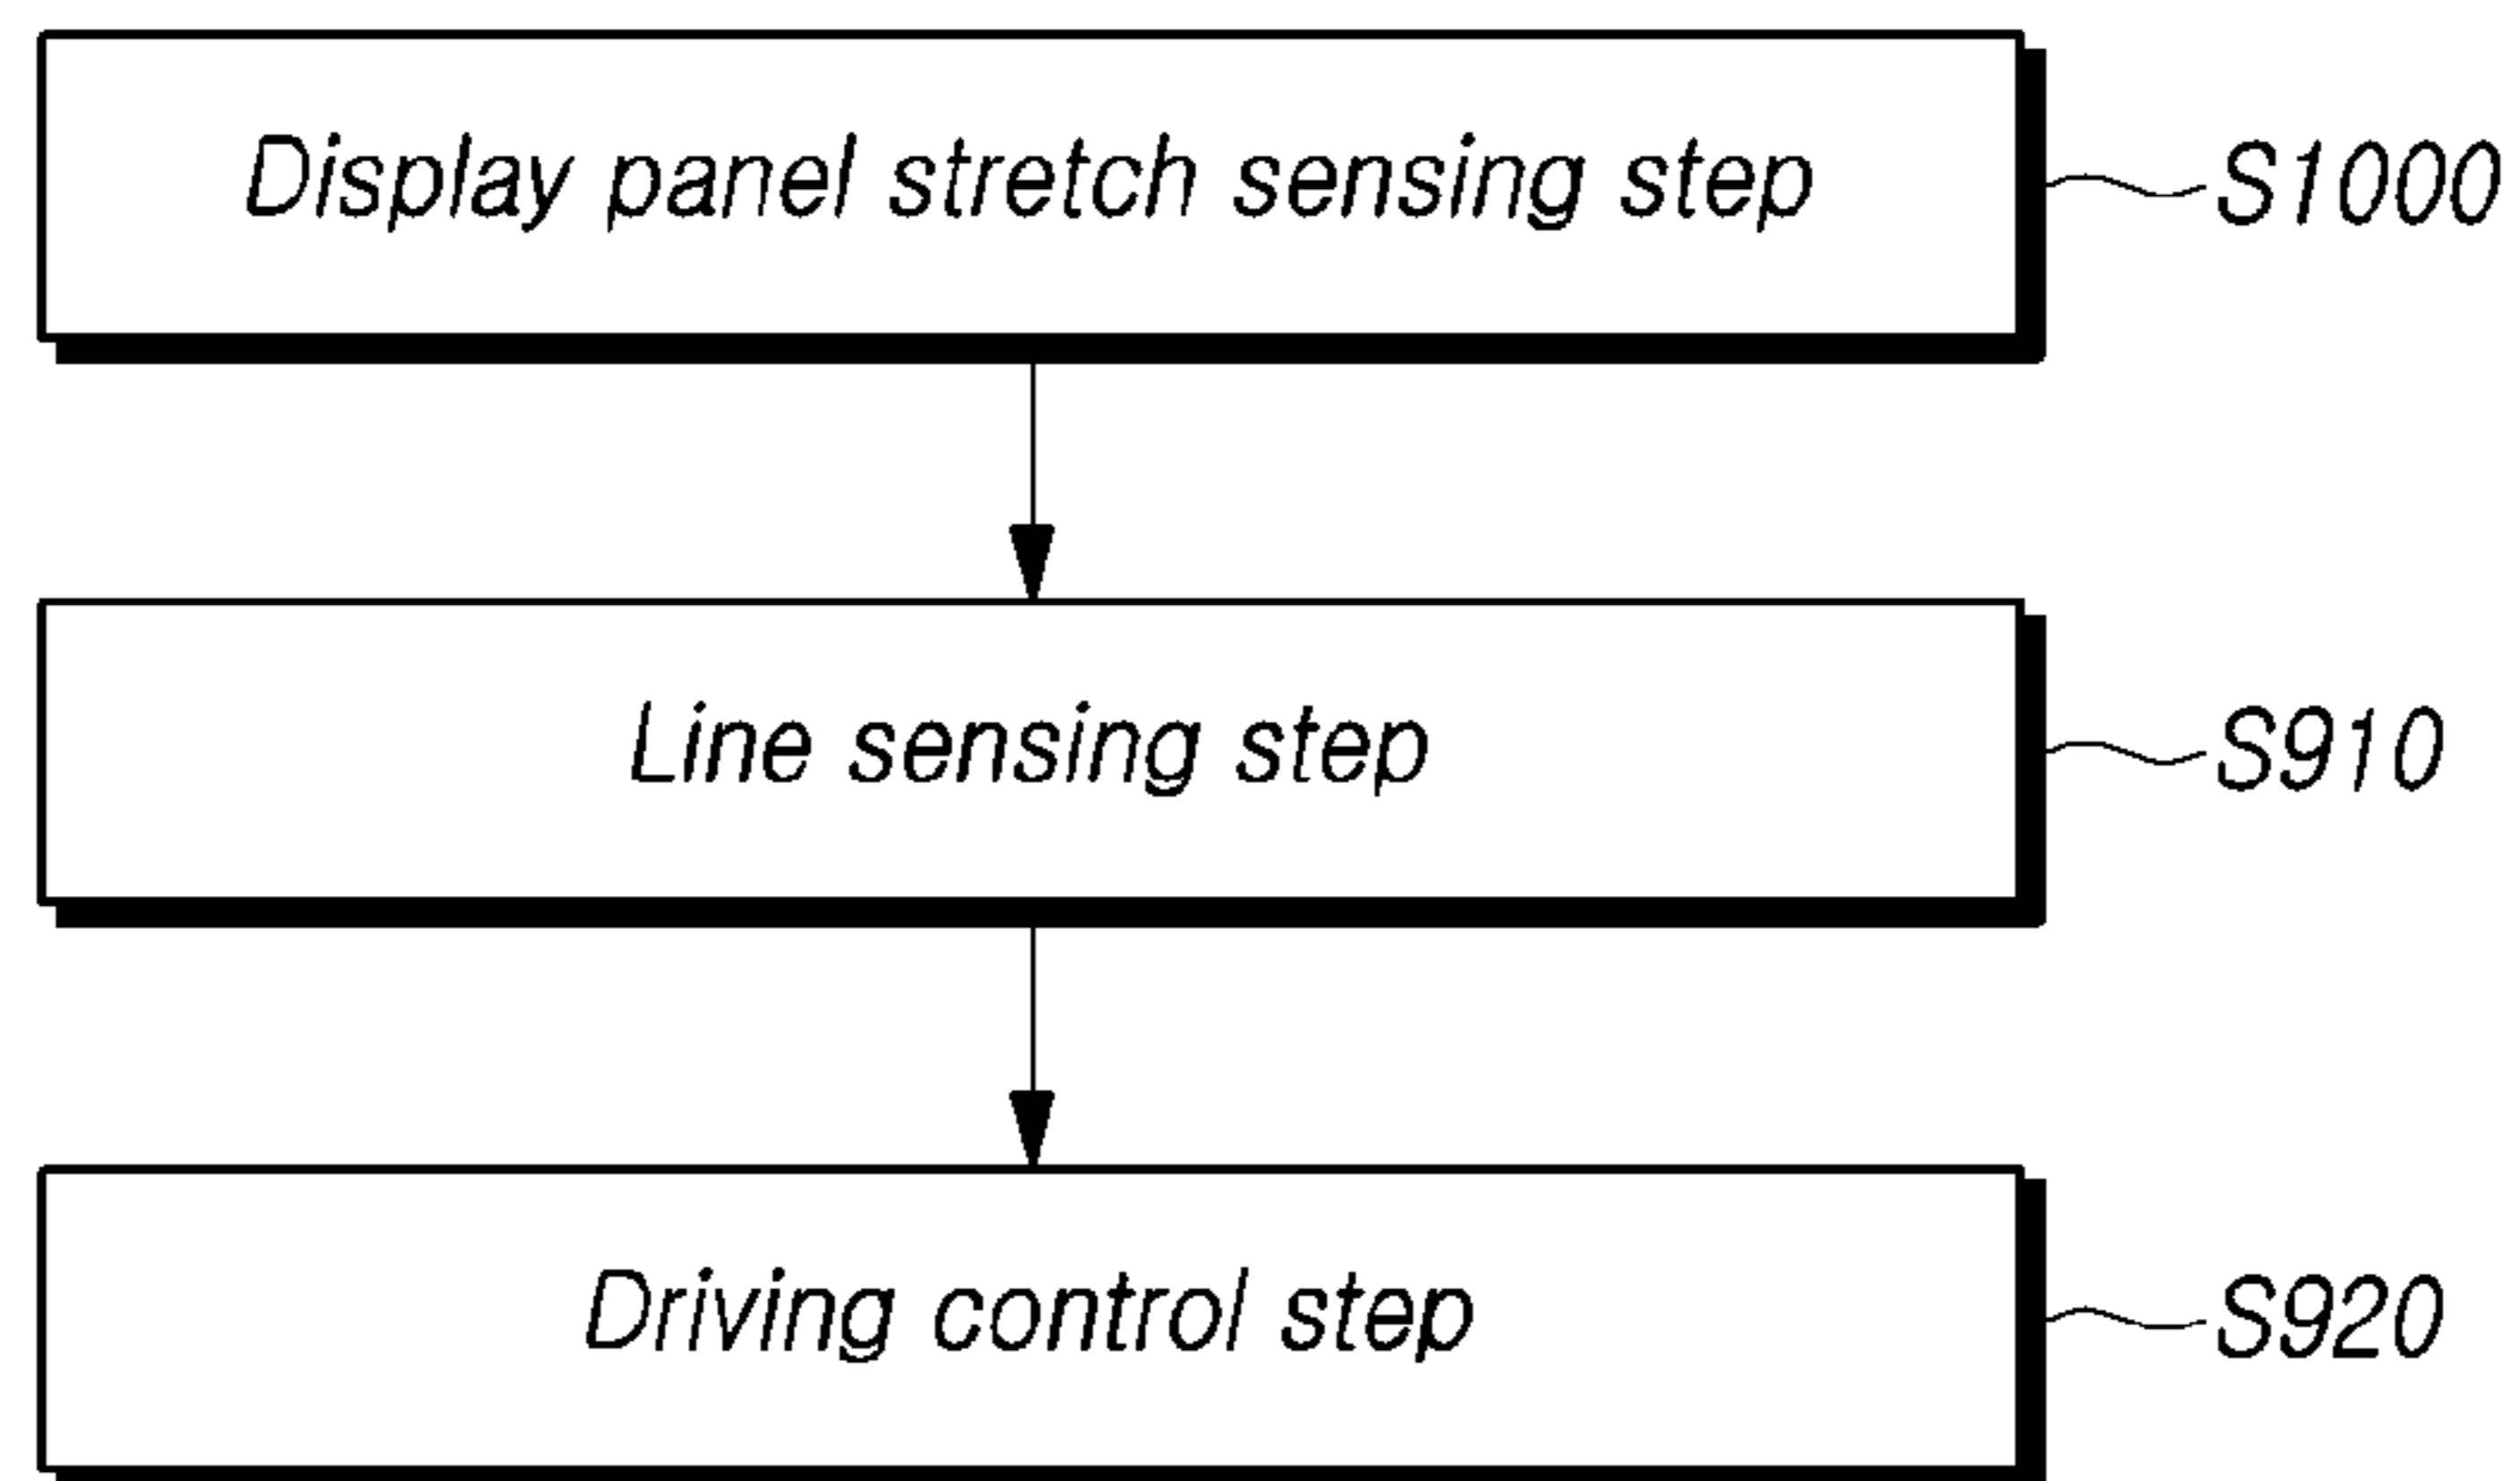 Display panel stretch sensing step
S1000
Line sensing step
S910
Driving control step
S920